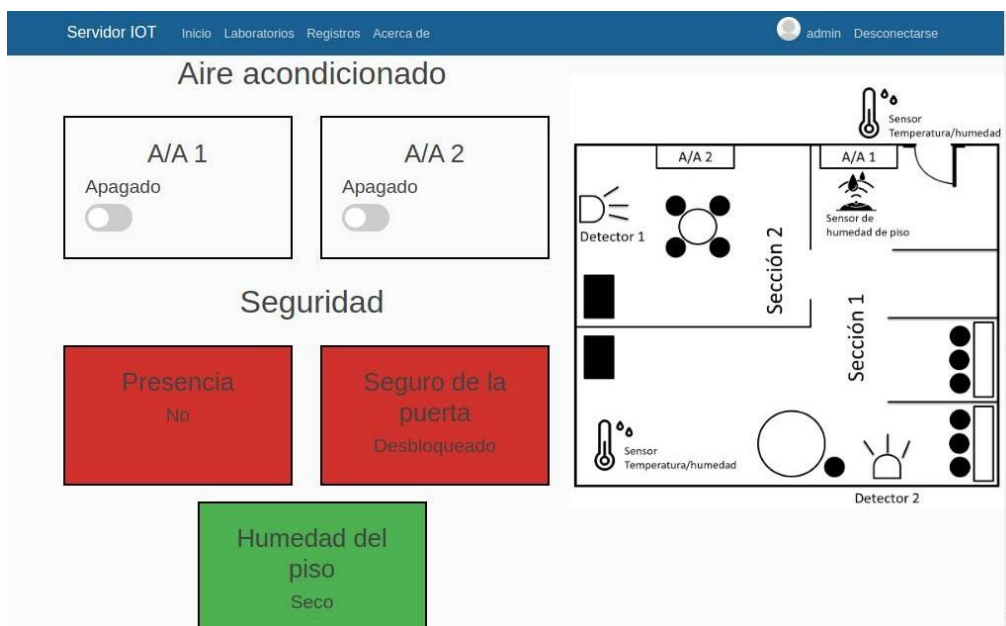 Servidor IOT Inicio Laboratorios Registros Acerca de admin Desconectarse
Aire acondicionado
A/A 1
Apagado
A/A 2
Apagado
Seguridad
Presencia
No
Seguro de la
puerta
Desbloqueado
Humedad del
piso
Seco
Sensor
Temperatura/humedad
A/A 2
A/A 1
Sensor de
humedad de piso
Detector 1
Sección 2
Sección 1
Sensor
Temperatura/humedad
Detector 2